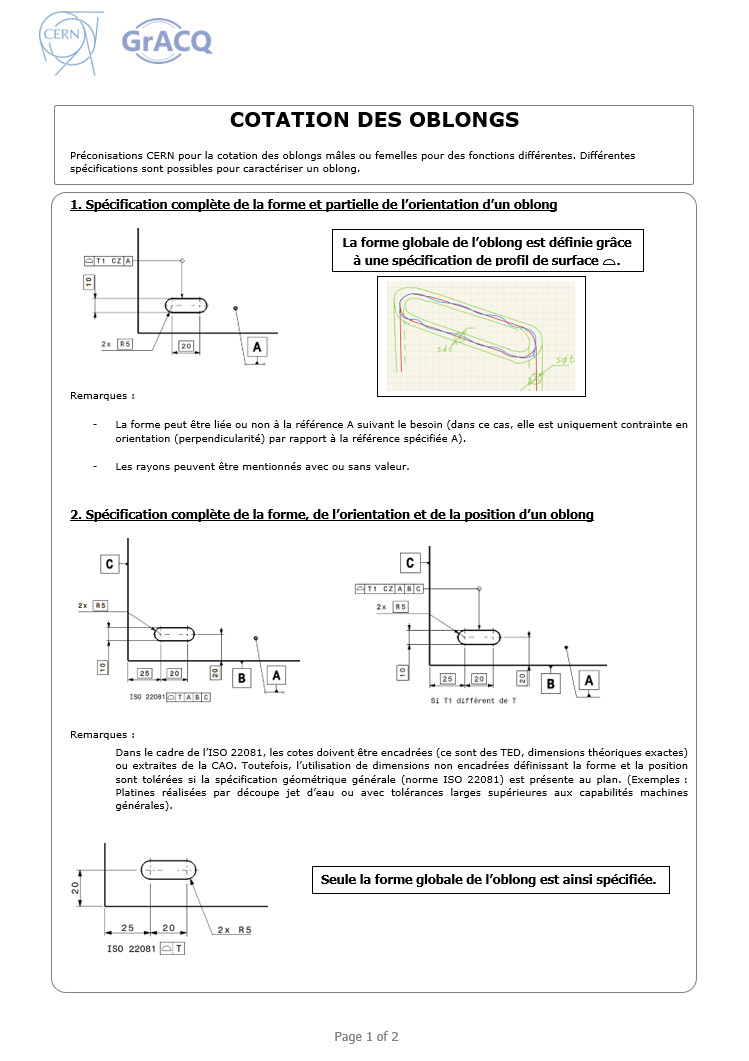 CERN
GrACQ
COTATION DES OBLONGS
Préconisations CERN pour la cotation des oblongs mâles ou femelles pour des fonctions différentes. Différentes
spécifications sont possibles pour caractériser un oblong.
1. Spécification complète de la forme et partielle de l’orientation d’un oblong
La forme globale de l’oblong est définie grâce
à une spécification de profil de surface ⌓.
⌓ T1 CZ A
10
2x R5
20
A
Sφt
Sφt
Remarques :
- La forme peut être liée ou non à la référence A suivant le besoin (dans ce cas, elle est uniquement contrainte en
orientation (perpendicularité) par rapport à la référence spécifiée A).
- Les rayons peuvent être mentionnés avec ou sans valeur.
2. Spécification complète de la forme, de l’orientation et de la position d’un oblong
C
2x R5
10
25
20
20
B
A
ISO 22081 ⌓ T A B C
C
⌓ T1 CZ A B C
2x R5
10
25
20
20
B
A
Si T1 différent de T
Remarques :
Dans le cadre de l’ISO 22081, les cotes doivent être encadrées (ce sont des TED, dimensions théoriques exactes)
ou extraites de la CAO. Toutefois, l’utilisation de dimensions non encadrées définissant la forme et la position
sont tolérées si la spécification géométrique générale (norme ISO 22081) est présente au plan. (Exemples :
Platines réalisées par découpe jet d’eau ou avec tolérances larges supérieures aux capabilités machines
générales).
20
25
20
2x R5
ISO 22081 ⌓ T
Seule la forme globale de l’oblong est ainsi spécifiée.
Page 1 of 2